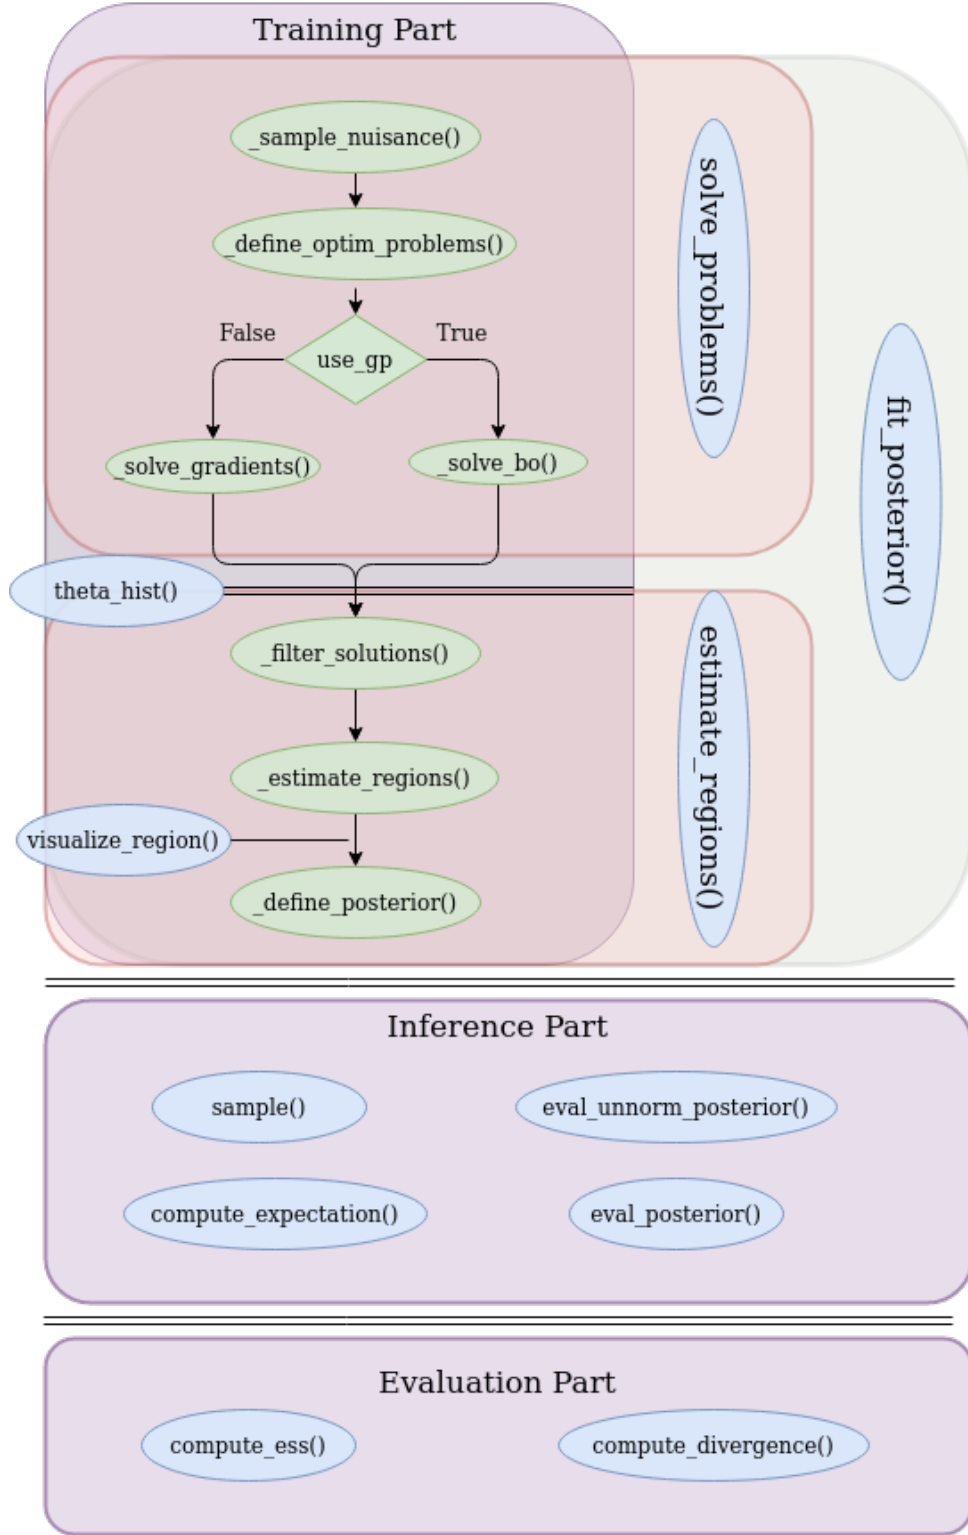 Training Part
_sample_nuisance()
_define_optim_problems()
False
True
use_gp
_solve_gradients()
_solve_bo()
solve_problems()
fit_posterior()
theta_hist()
_filter_solutions()
_estimate_regions()
estimate_regions()
visualize_region()
_define_posterior()
Inference Part
sample()
eval_unnorm_posterior()
compute_expectation()
eval_posterior()
Evaluation Part
compute_ess()
compute_divergence()